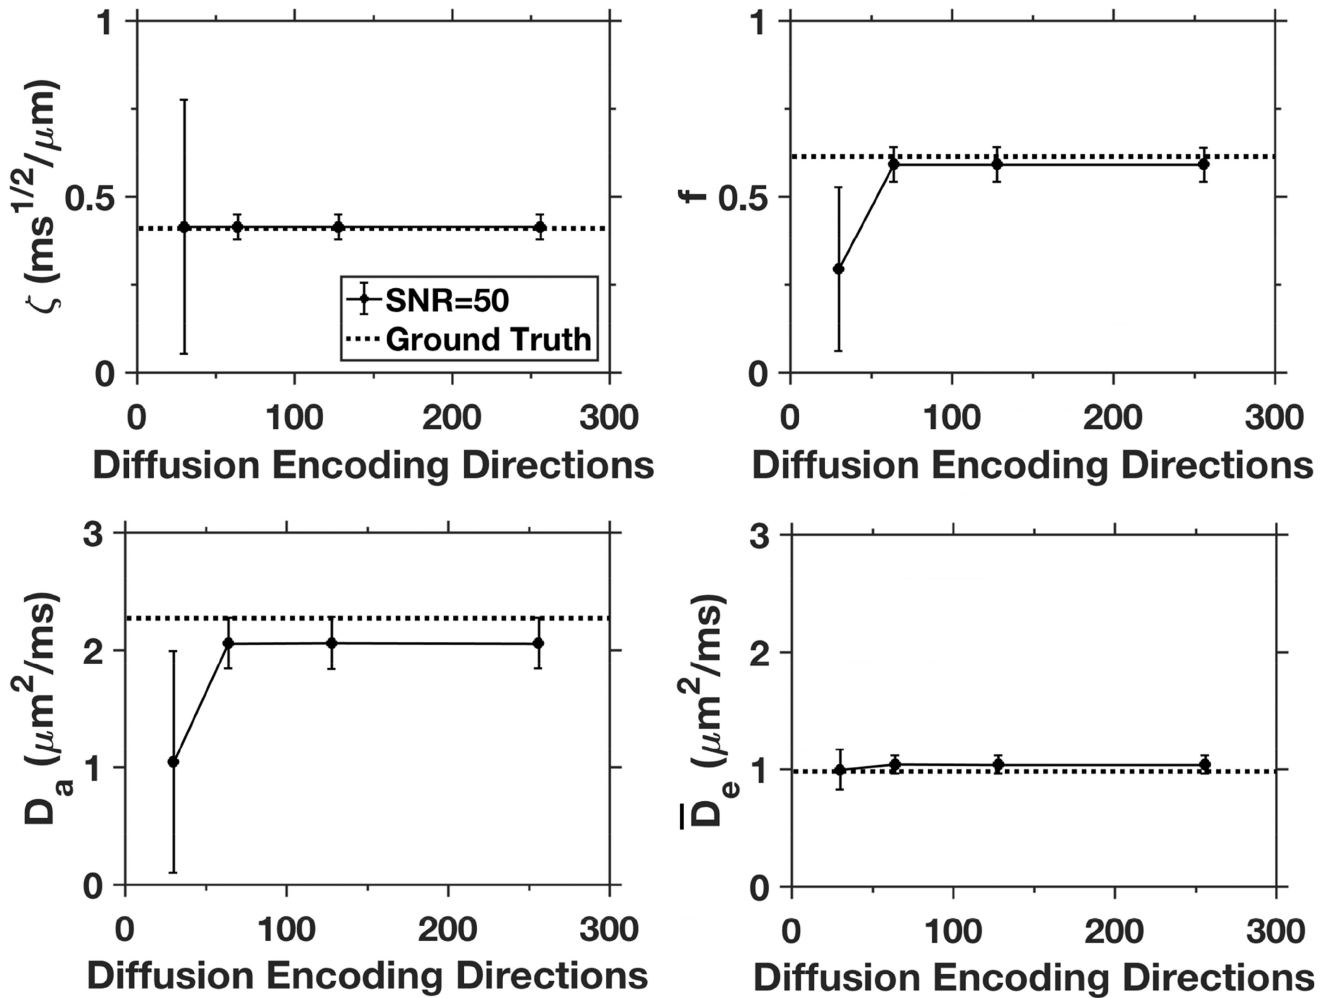 1
0.5
0
ζ (ms^1/2/μm)
SNR=50
Ground Truth
0 100 200 300
Diffusion Encoding Directions
1
0.5
0
f
0 100 200 300
Diffusion Encoding Directions
3
2
1
0
D_a (μm²/ms)
0 100 200 300
Diffusion Encoding Directions
3
2
1
0
D̅_e (μm²/ms)
0 100 200 300
Diffusion Encoding Directions